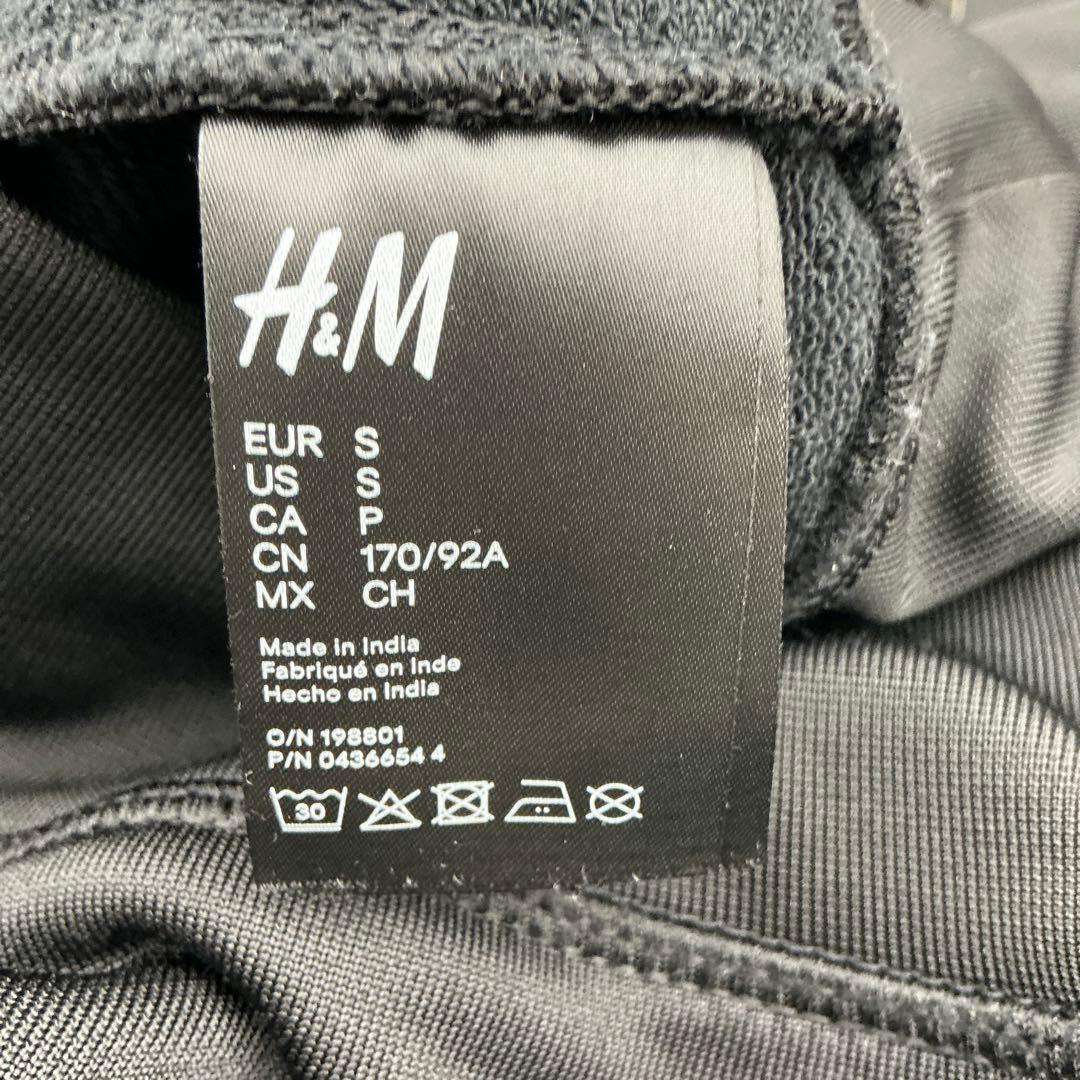 H&M
EUR S
US S
CA P
CN 170/92A
MX CH
Made in India
Fabriqué en Inde
Hecho en India
O/N 198801
P/N 0436654 4
30